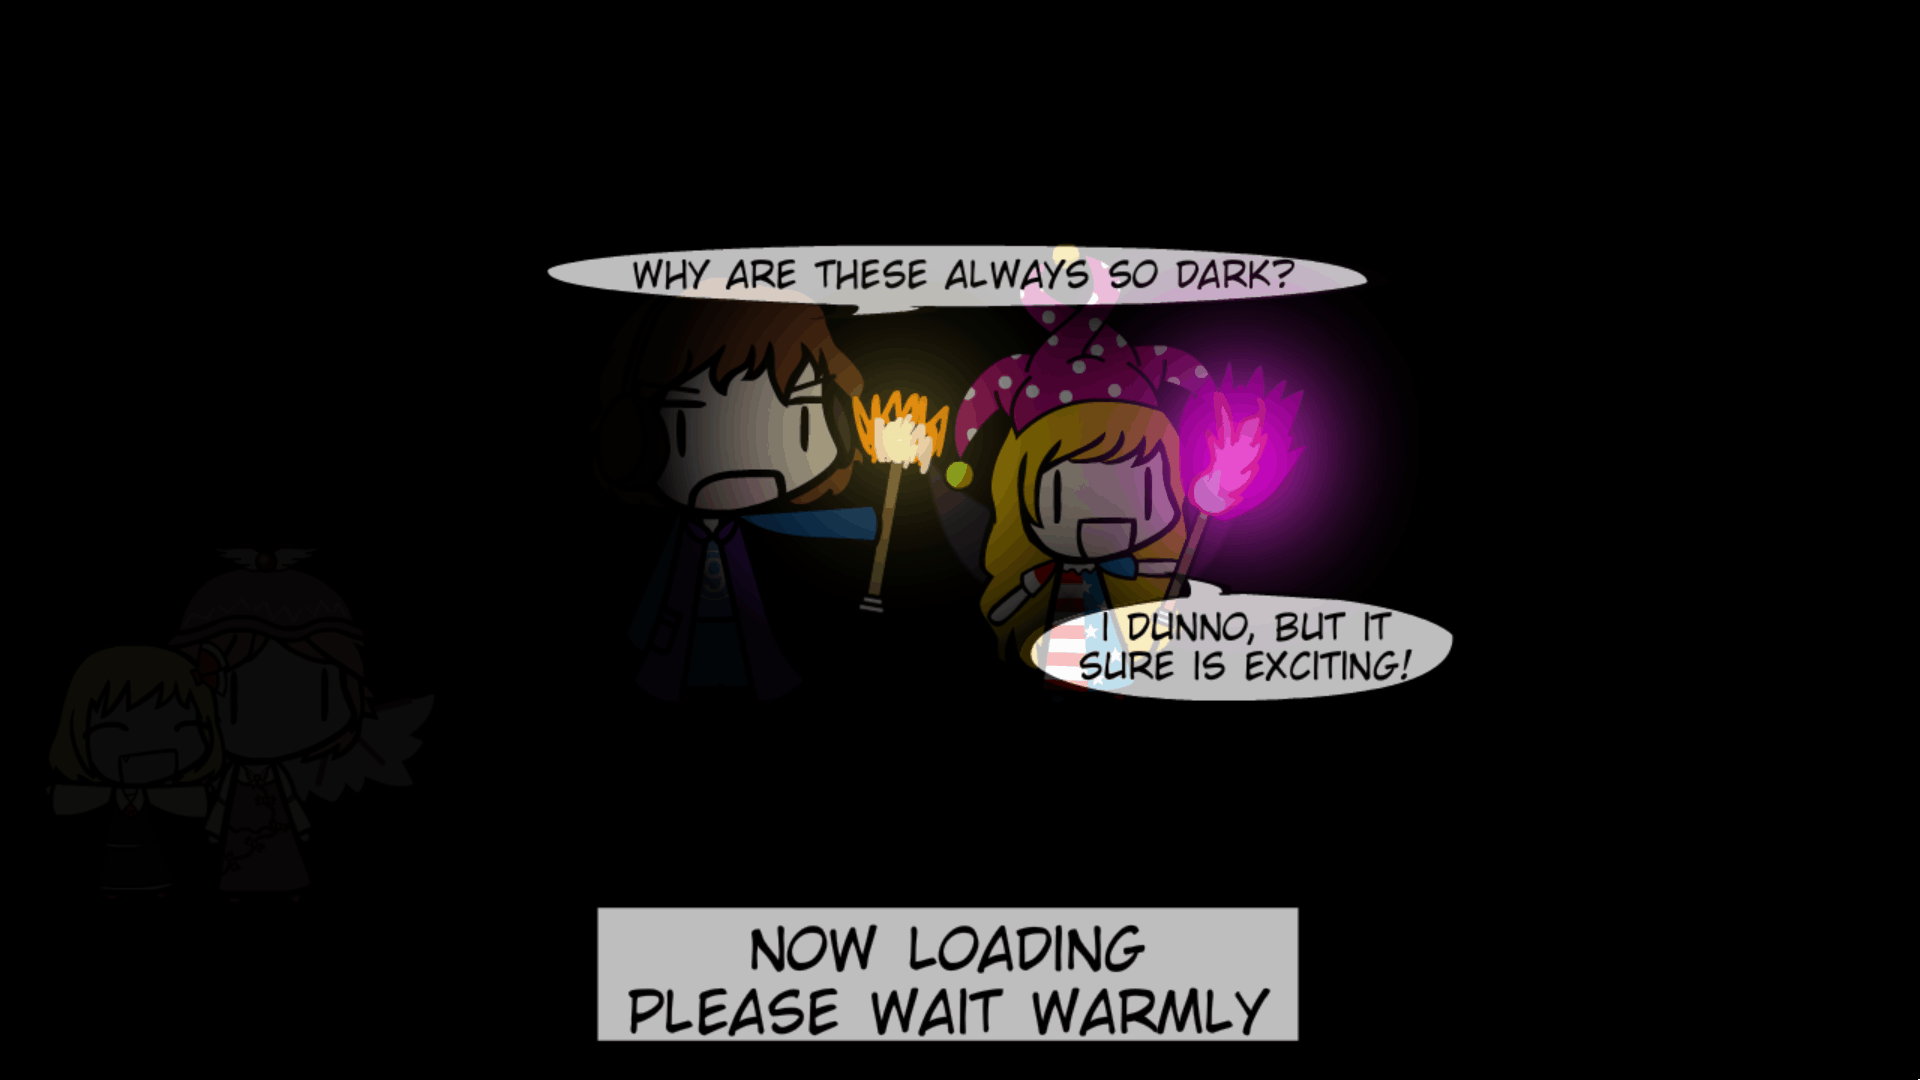 WHY ARE THESE ALWAYS SO DARK?
I DUNNO, BUT IT
SURE IS EXCITING!
NOW LOADING
PLEASE WAIT WARMLY